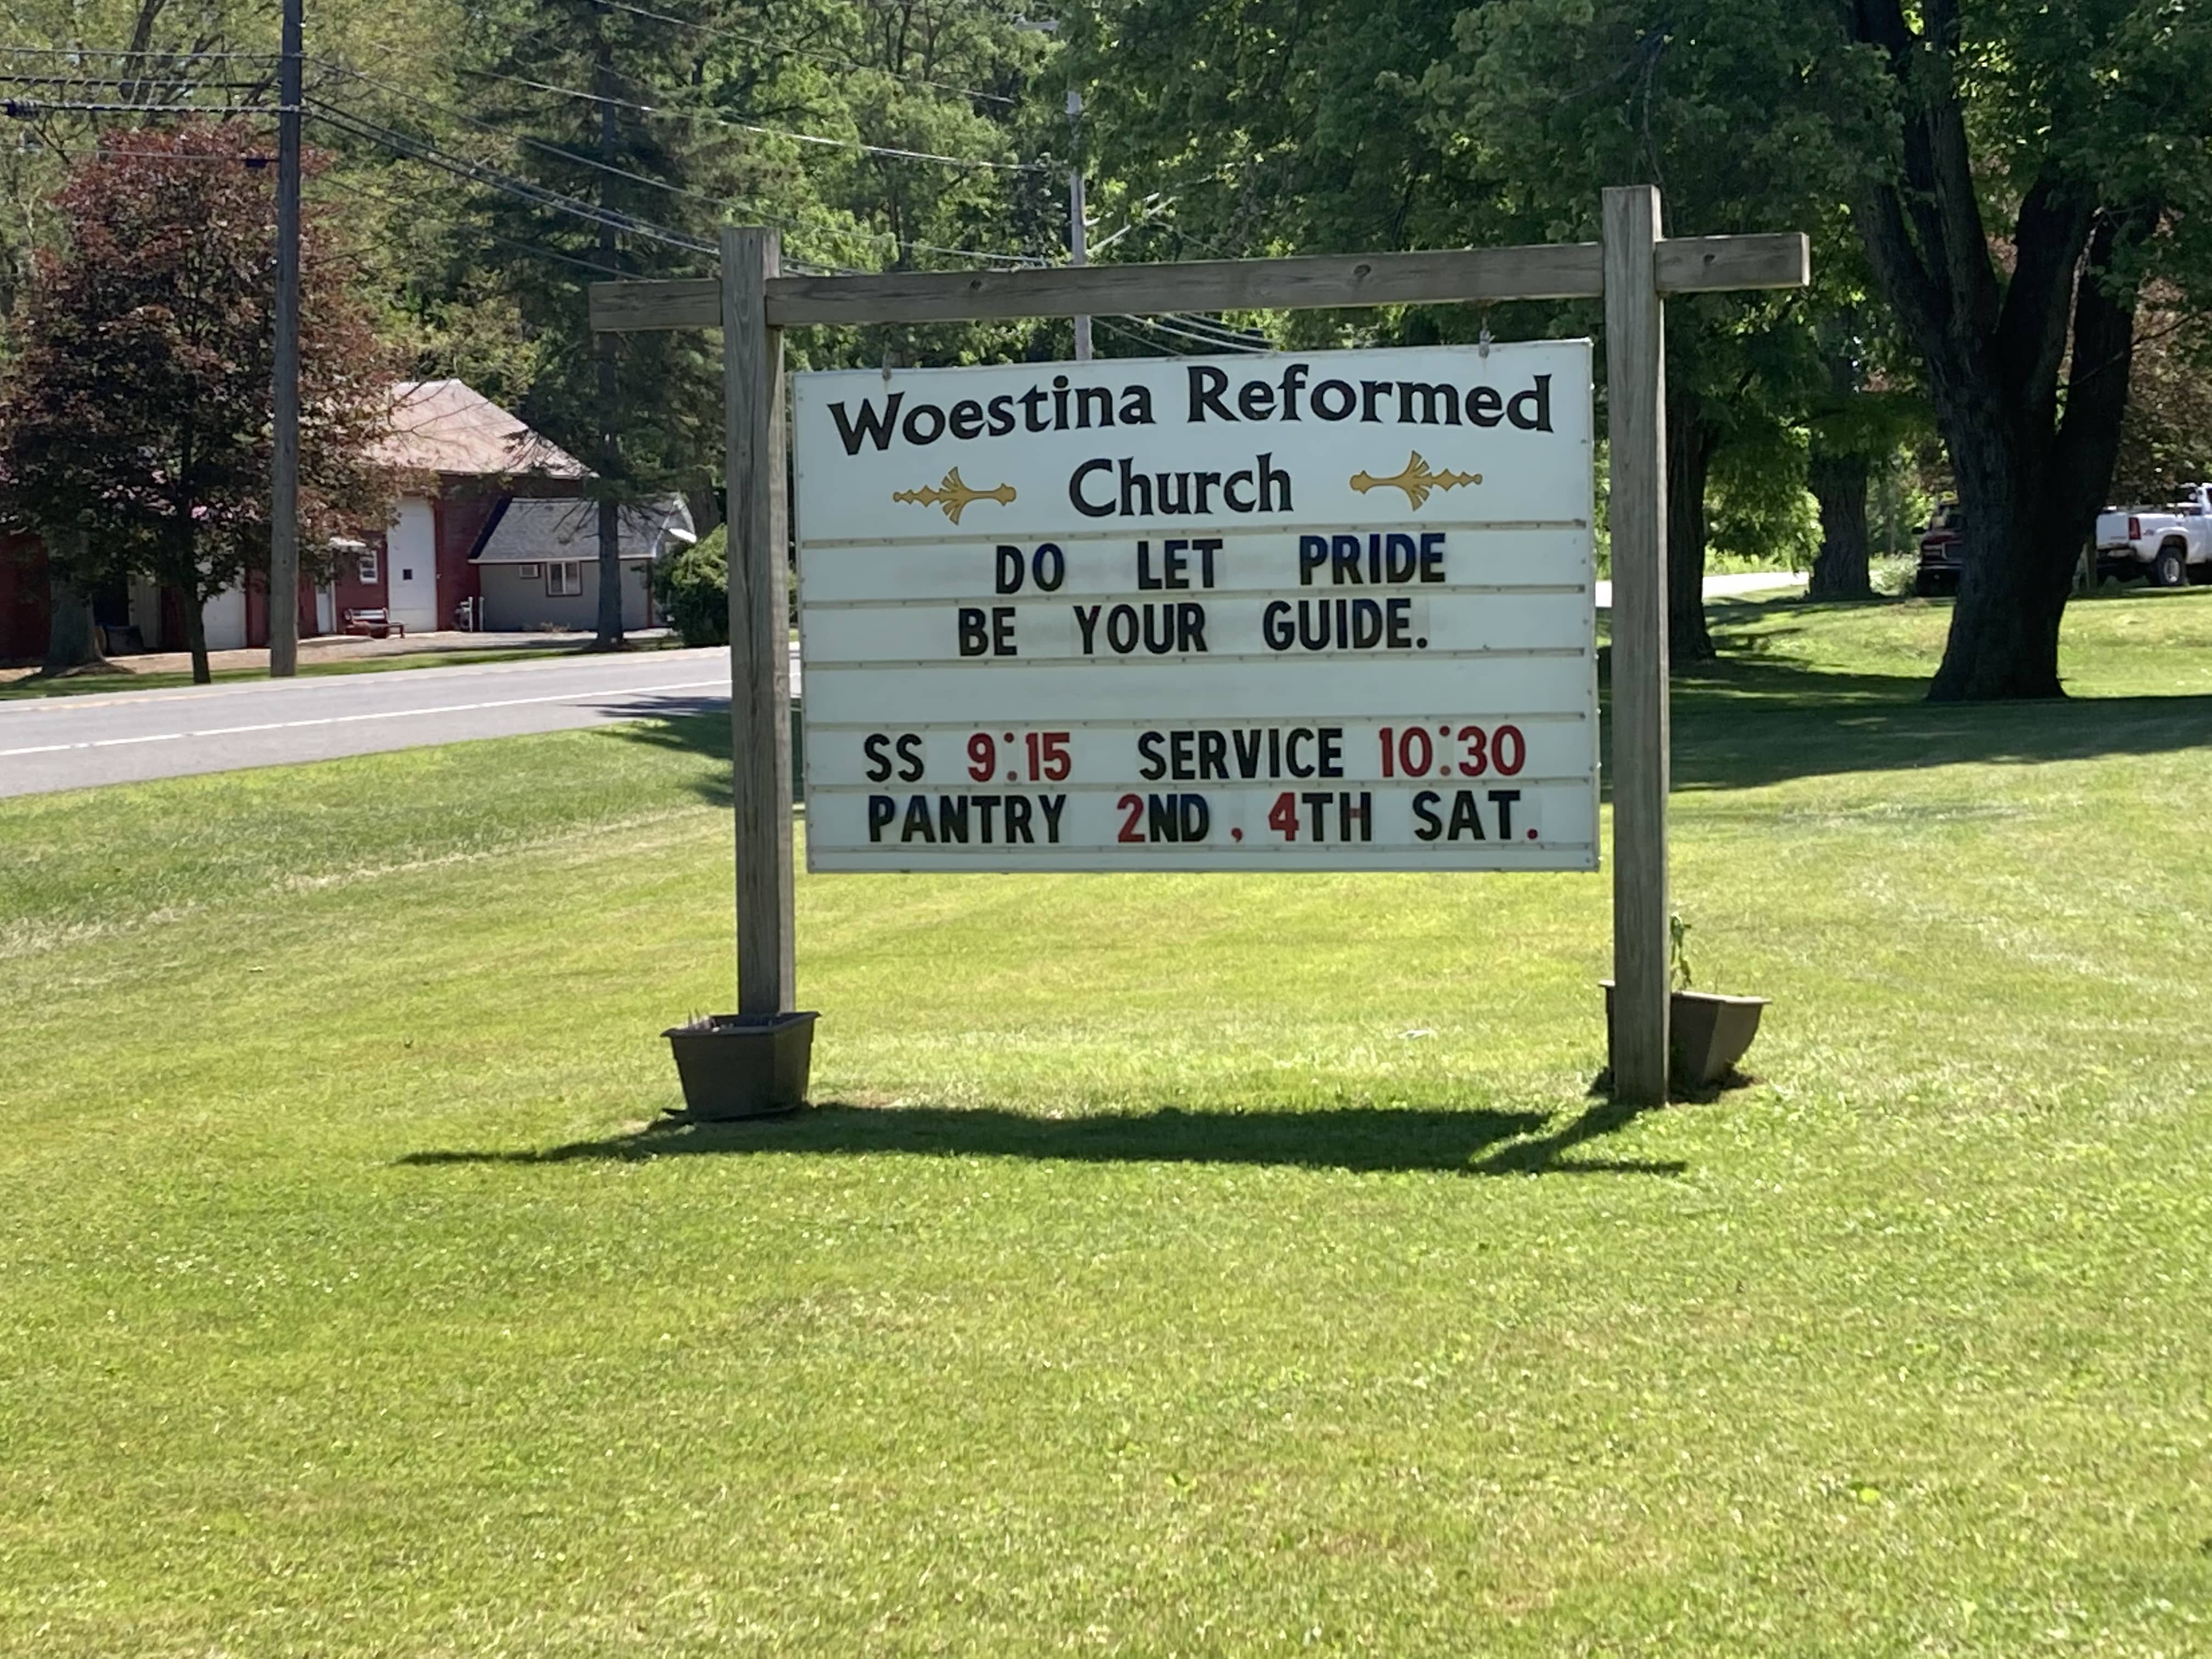 Woestina Reformed
Church
DO LET PRIDE
BE YOUR GUIDE.
SS 9:15 SERVICE 10:30
PANTRY 2ND, 4TH SAT.